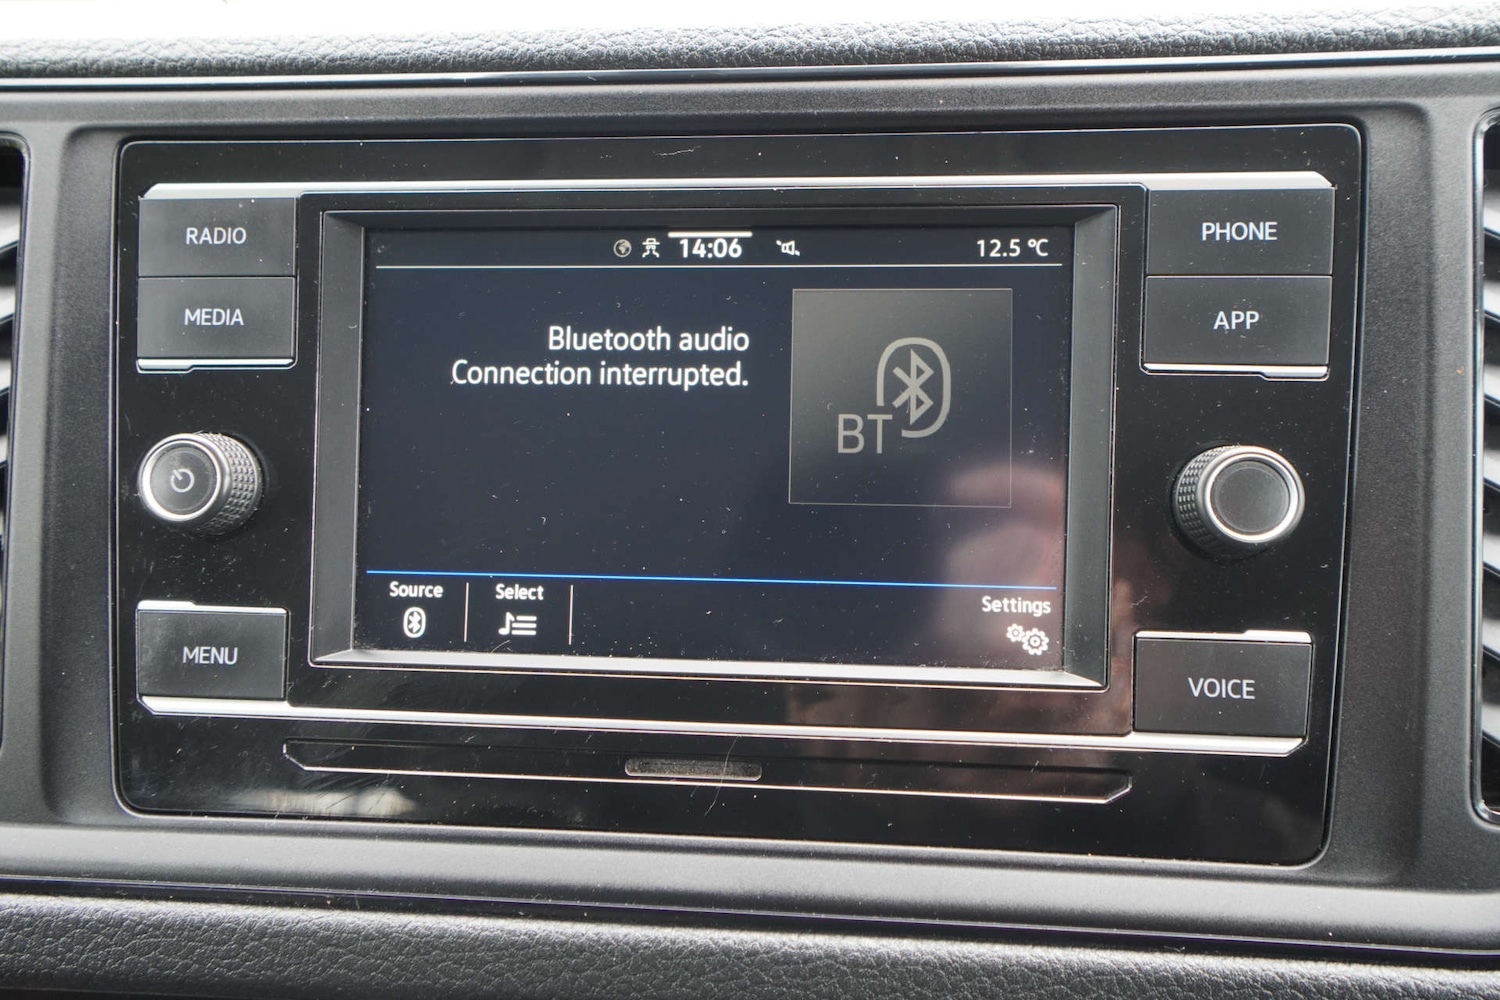 RADIO
MEDIA
MENU
14:06
12.5 °C
Bluetooth audio
Connection interrupted.
BT
Source
Select
Settings
PHONE
APP
VOICE